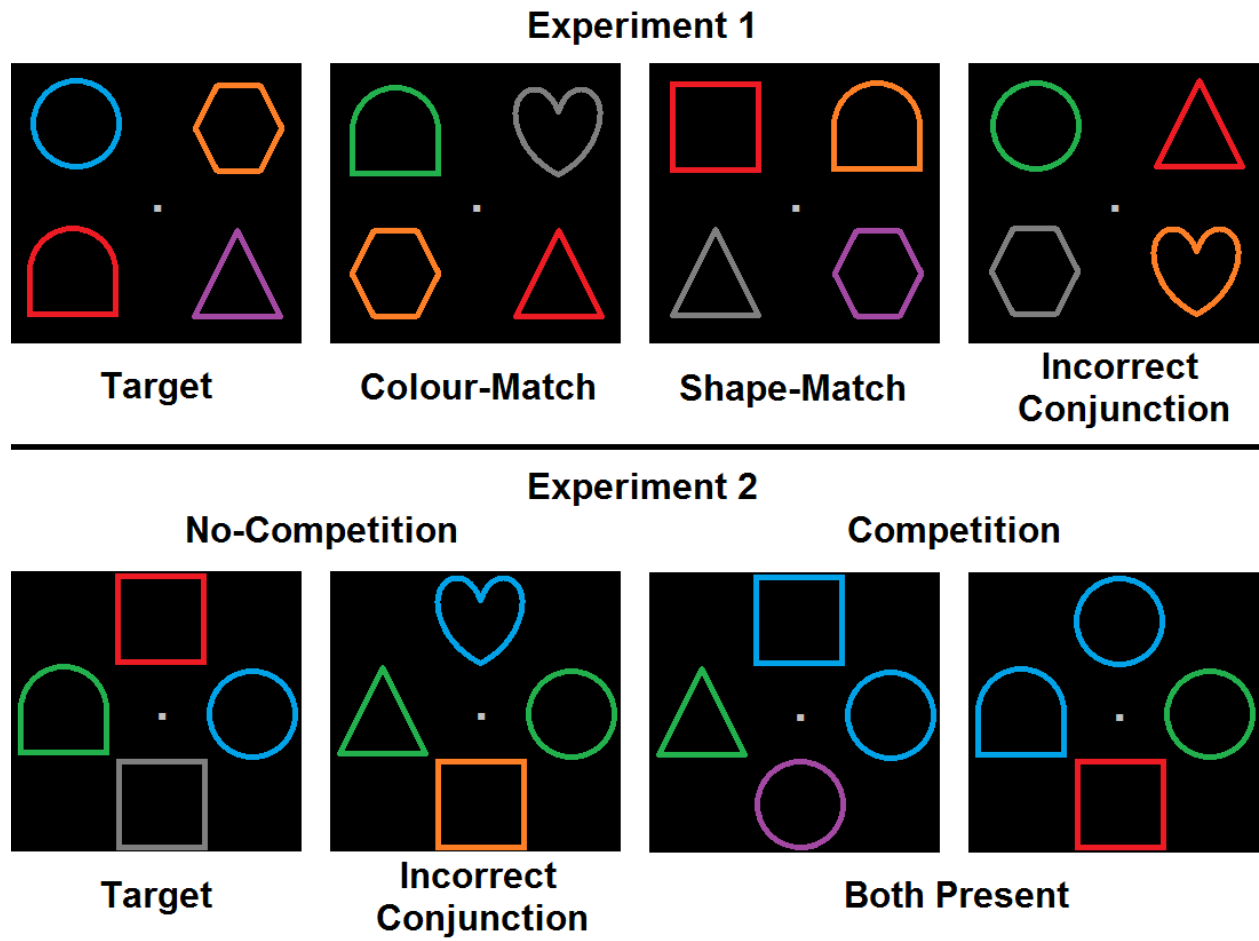 Experiment 1
Target
Colour-Match
Shape-Match
Incorrect
Conjunction
Experiment 2
No-Competition
Competition
Target
Incorrect
Conjunction
Both Present